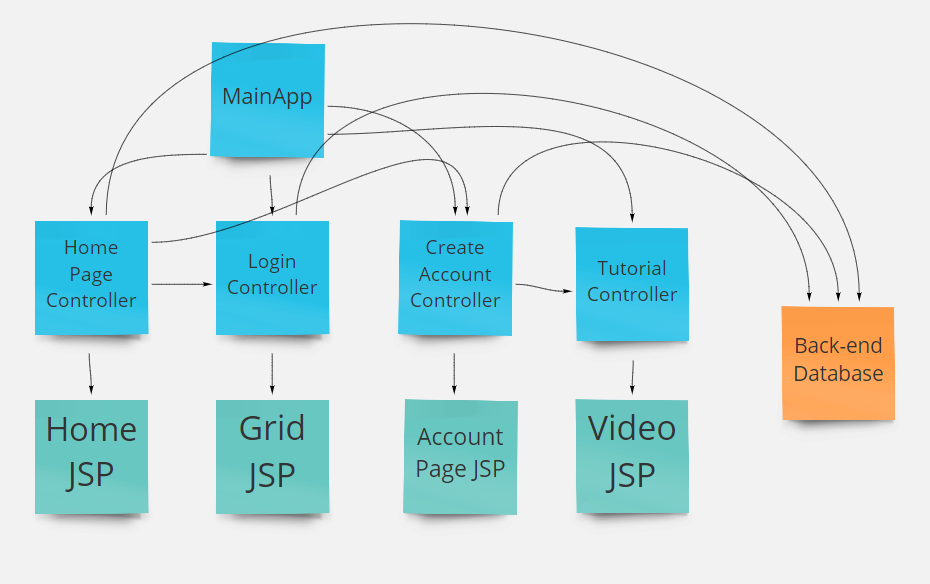 MainApp
Home
Page
Controller
Login
Controller
Create
Account
Controller
Tutorial
Controller
Back-end
Database
Home
JSP
Grid
JSP
Account
Page JSP
Video
JSP